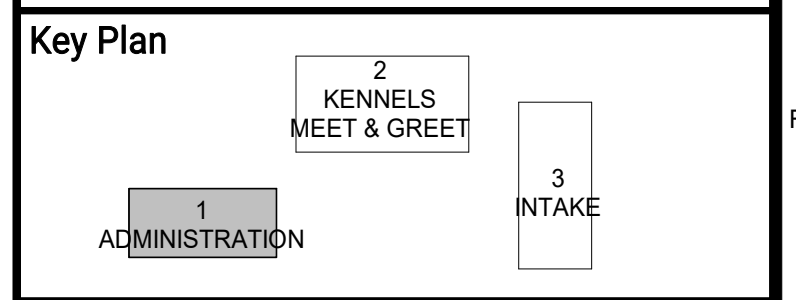 Key Plan
2
KENNELS
MEET & GREET
3
INTAKE
1
ADMINISTRATION